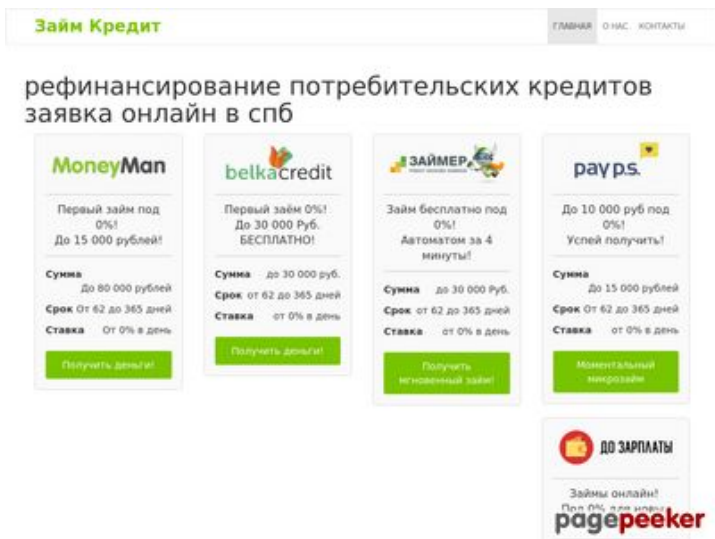 Займ Кредит
ГЛАВНАЯ О НАС КОНТАКТЫ
рефинансирование потребительских кредитов
заявка онлайн в спб
MoneyMan
Первый займ под
0%!
До 15 000 рублей!
Сумма
До 80 000 рублей
Срок От 62 до 365 дней
Ставка От 0% в день
Получить деньги!
belkacredit
Первый заём 0%!
До 30 000 Руб.
БЕСПЛАТНО!
Сумма до 30 000 руб.
Срок От 62 до 365 дней
Ставка от 0% в день
Получить деньги!
ЗАЙМЕР
Займ бесплатно под
0%!
Автоматом за 4
минуты!
Сумма до 30 000 Руб.
Срок от 62 до 365 дней
Ставка от 0% в день
Получить
мгновенный займ!
pay p.s.
До 10 000 руб под
0%!
Успей получить!
Сумма
До 15 000 рублей
Срок От 62 до 365 дней
Ставка от 0% в день
Моментальный
микрозайм
ДО ЗАРПЛАТЫ
Займы онлайн!
Под 0% для новых
pagepeeker